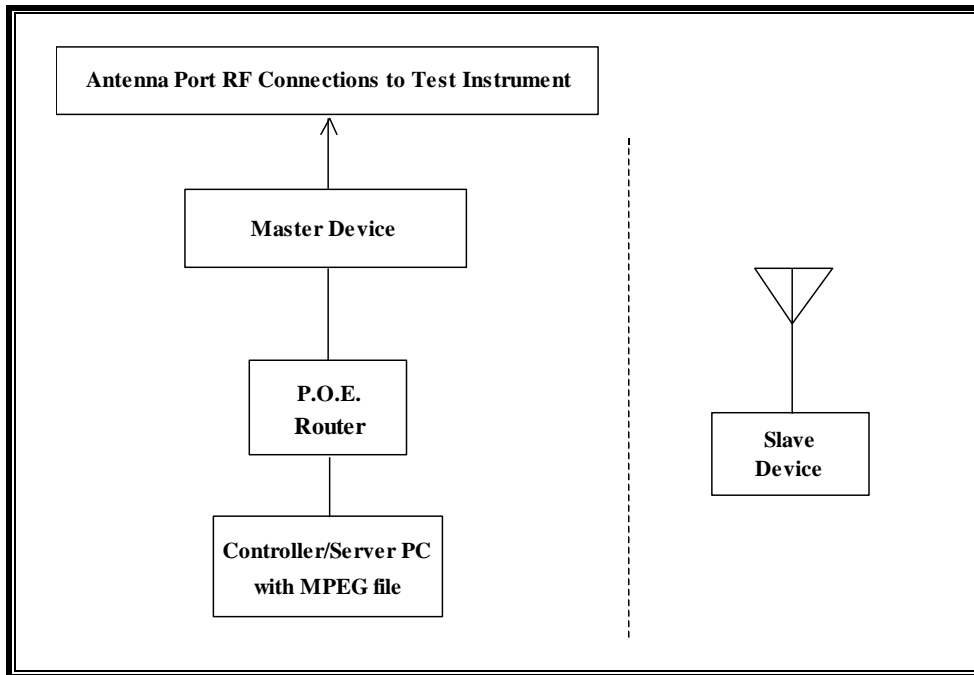 Antenna Port RF Connections to Test Instrument
Master Device
P.O.E.
Router
Controller/Server PC
with MPEG file
Slave
Device